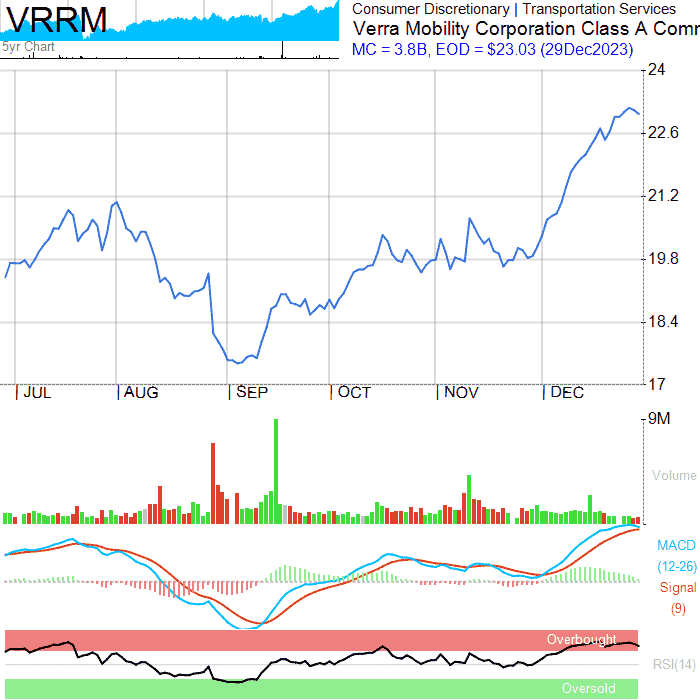 VRRM
5yr Chart
Consumer Discretionary | Transportation Services
Verra Mobility Corporation Class A Comm
MC = 3.8B, EOD = $23.03 (29Dec2023)
24
22.6
21.2
19.8
18.4
17
JUL
AUG
SEP
OCT
NOV
DEC
9M
Volume
MACD
(12-26)
Signal
(9)
Overbought
RSI(14)
Oversold